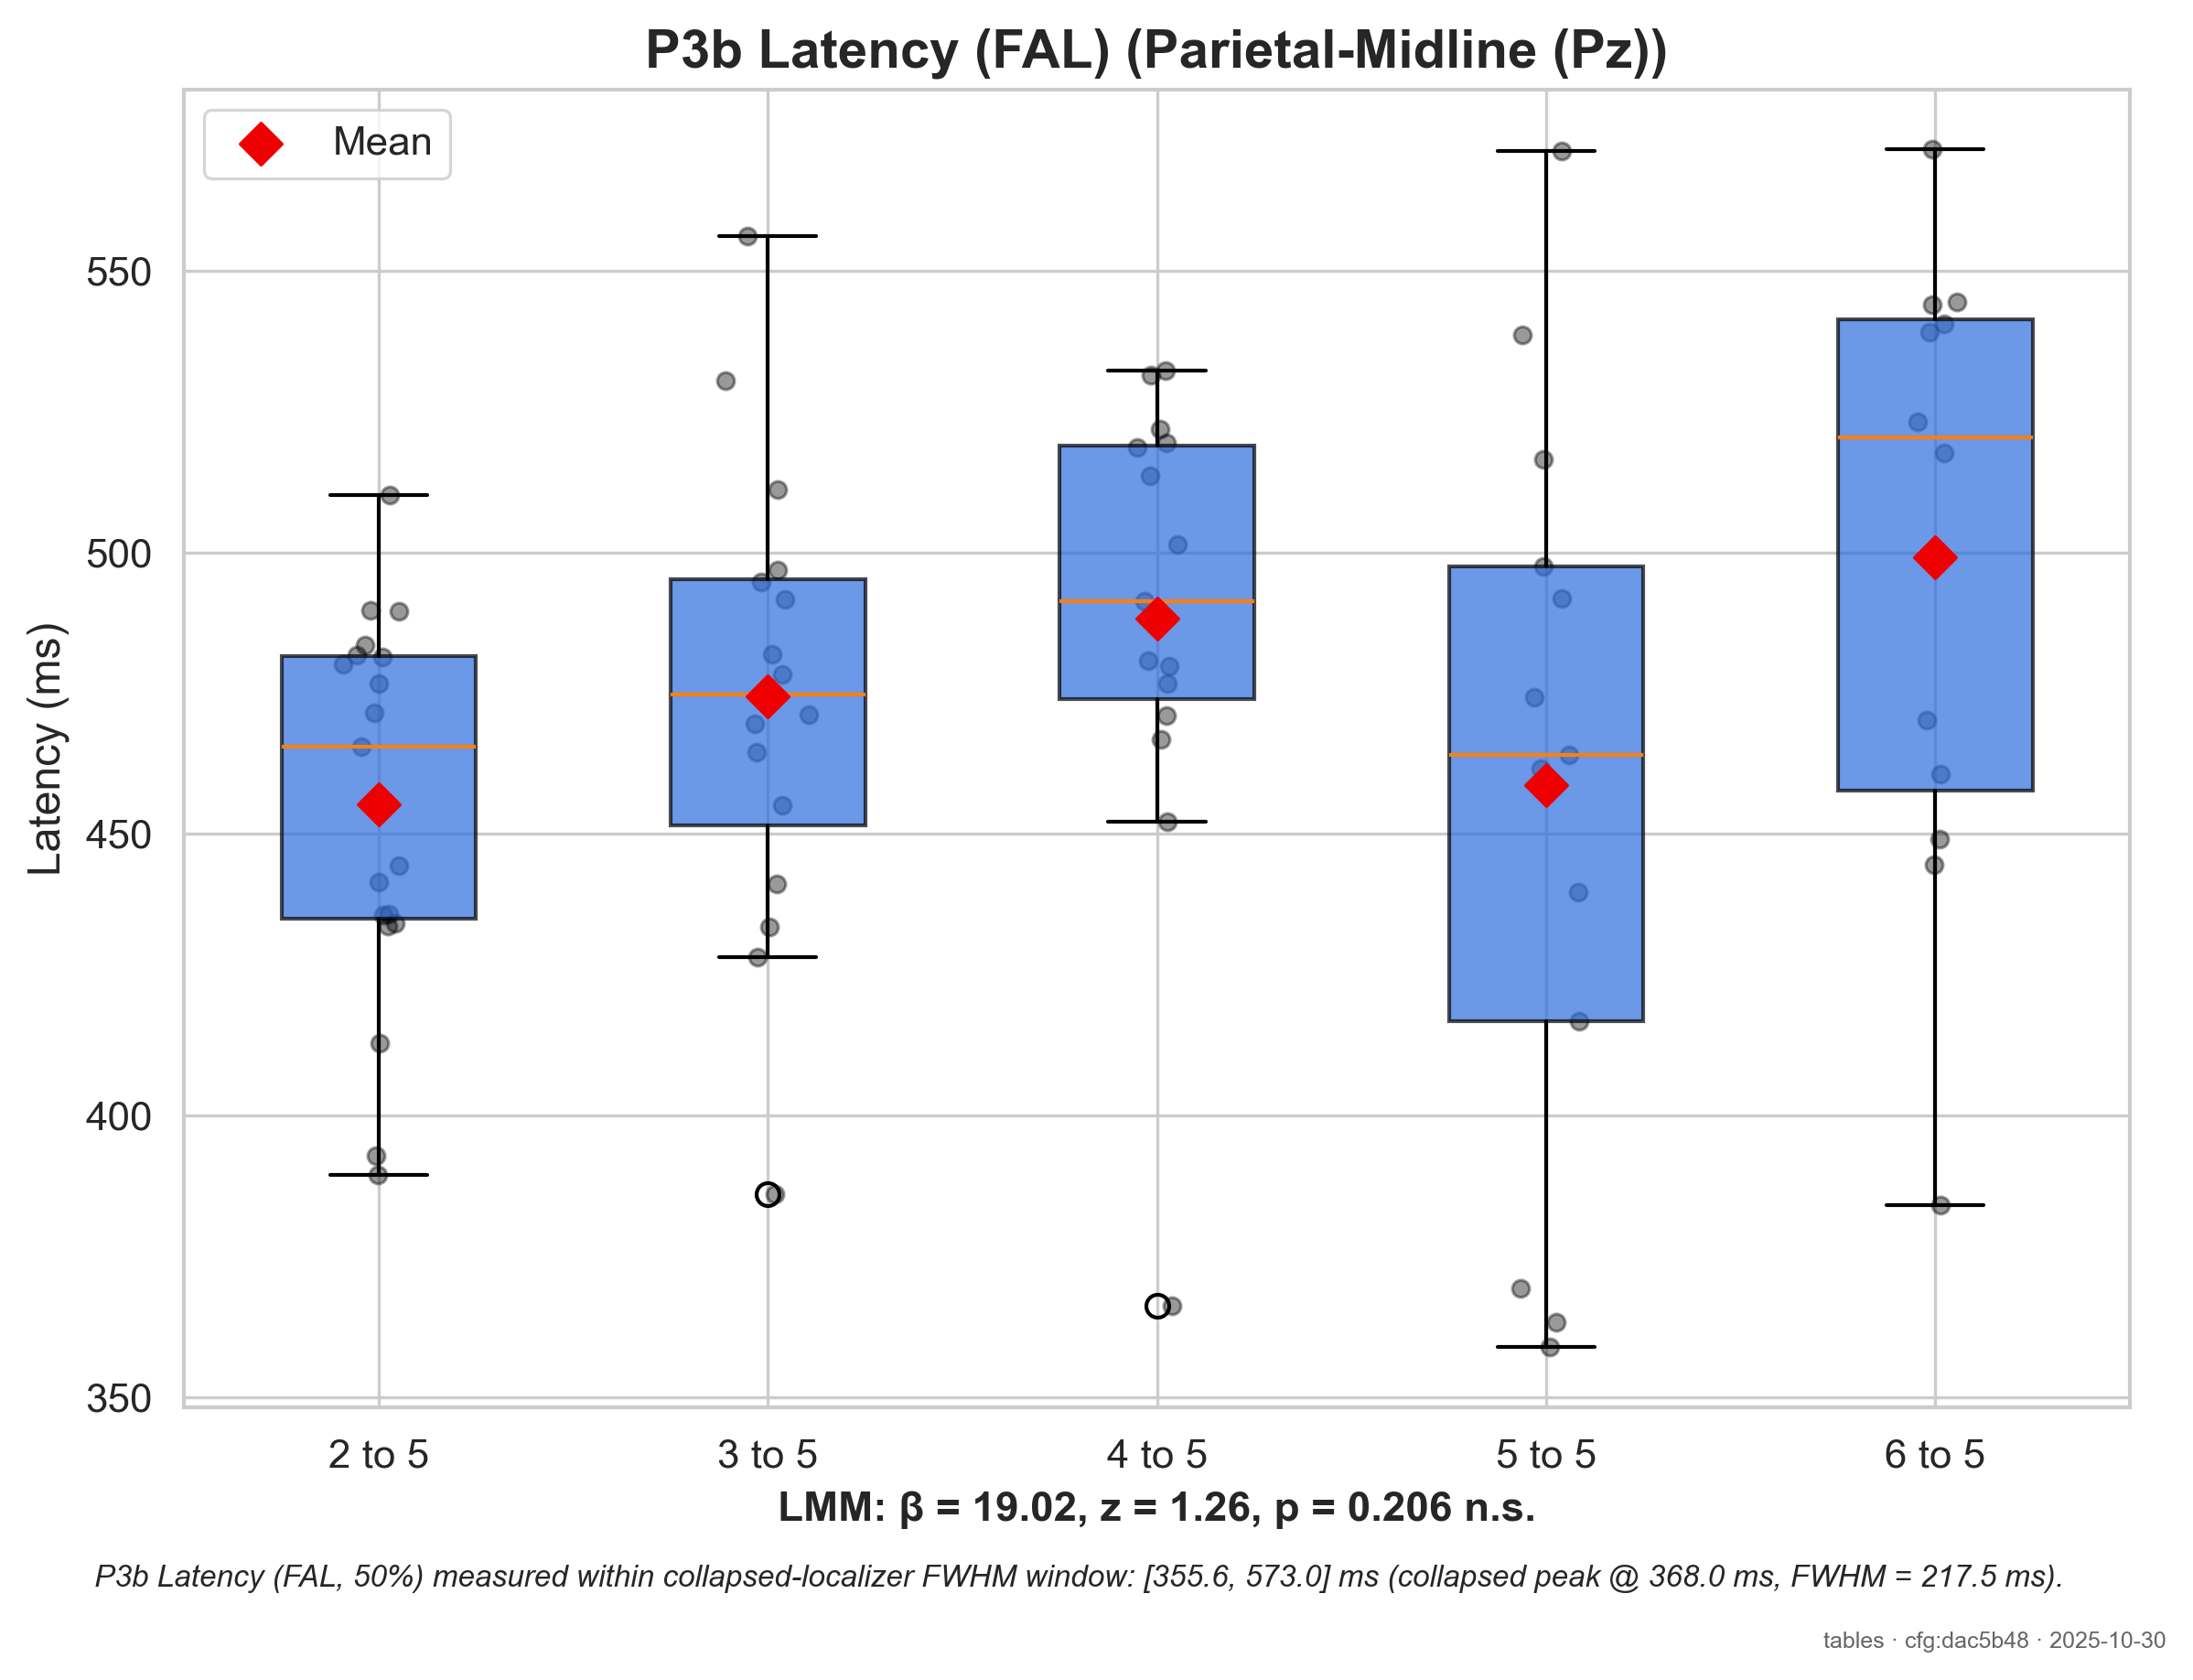 P3b Latency (FAL) (Parietal-Midline (Pz))
Mean
Latency (ms)
550
500
450
400
350
2 to 5
3 to 5
4 to 5
5 to 5
6 to 5
LMM: β = 19.02, z = 1.26, p = 0.206 n.s.
P3b Latency (FAL, 50%) measured within collapsed-localizer FWHM window: [355.6, 573.0] ms (collapsed peak @ 368.0 ms, FWHM = 217.5 ms).
tables · cfg:dac5b48 · 2025-10-30